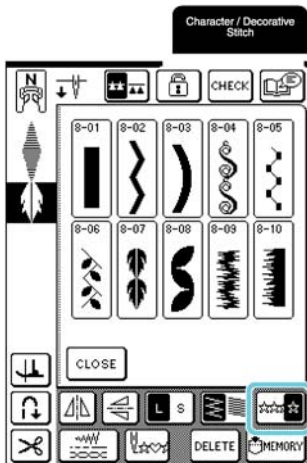 Character / Decorative
Stitch
N
CHECK
8-01 8-02 8-03 8-04 8-05
8-06 8-07 8-08 8-09 8-10
CLOSE
L S
DELETE MEMORY